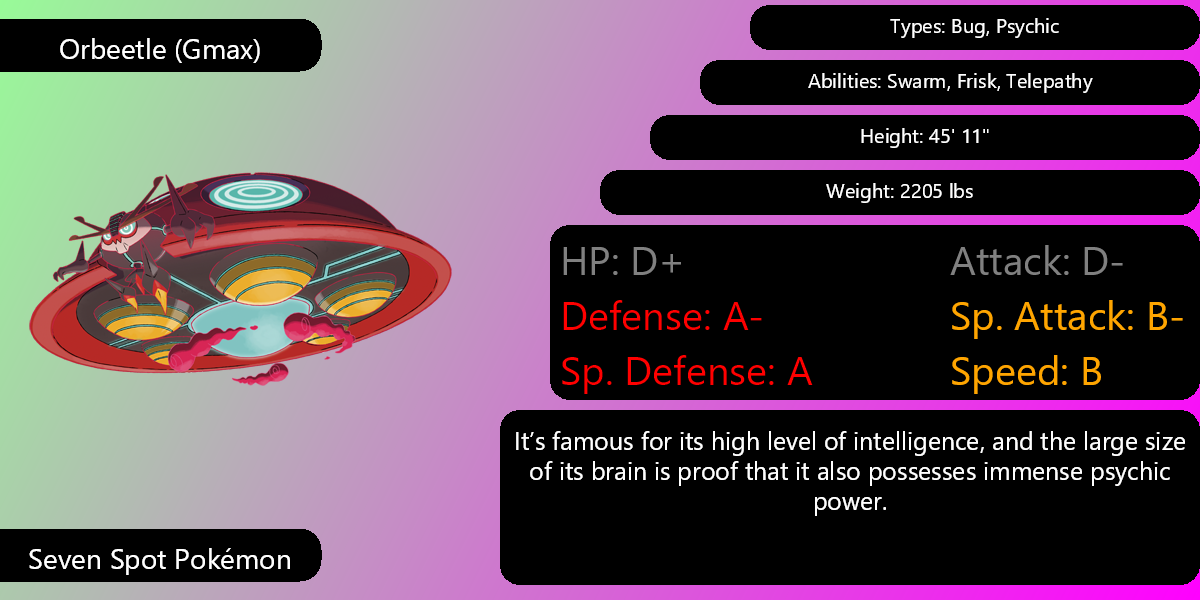 Orbeetle (Gmax)
Types: Bug, Psychic
Abilities: Swarm, Frisk, Telepathy
Height: 45' 11"
Weight: 2205 lbs
HP: D+
Attack: D-
Defense: A-
Sp. Attack: B-
Sp. Defense: A
Speed: B
It’s famous for its high level of intelligence, and the large size
of its brain is proof that it also possesses immense psychic
power.
Seven Spot Pokémon